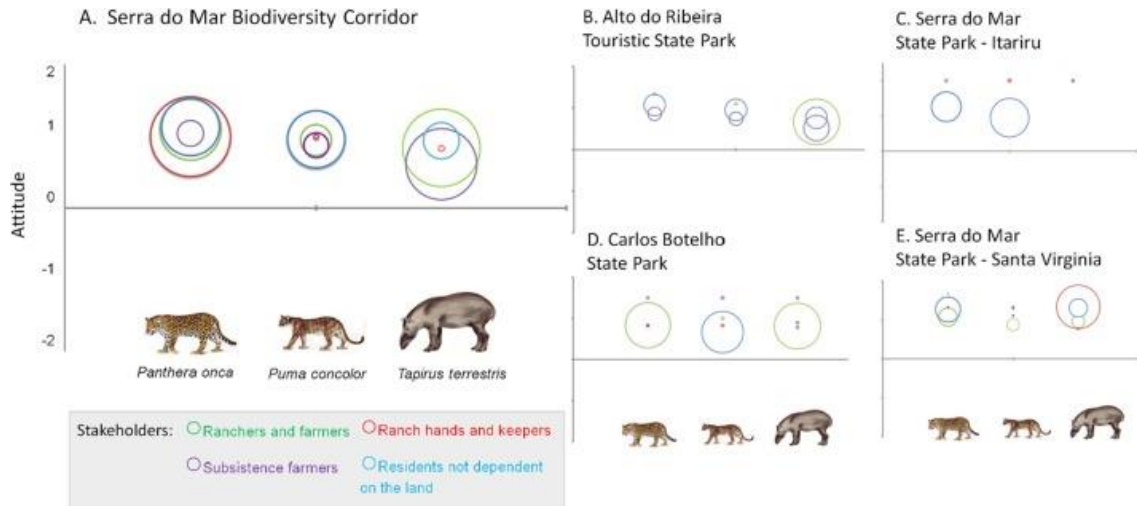 A. Serra do Mar Biodiversity Corridor
2
1
0
-1
-2
Attitude
Panthera onca
Puma concolor
Tapirus terrestris
Stakeholders:
Ranchers and farmers
Ranch hands and keepers
Subsistence farmers
Residents not dependent
on the land
B. Alto do Ribeira
Touristic State Park
C. Serra do Mar
State Park - Itariru
D. Carlos Botelho
State Park
E. Serra do Mar
State Park - Santa Virginia